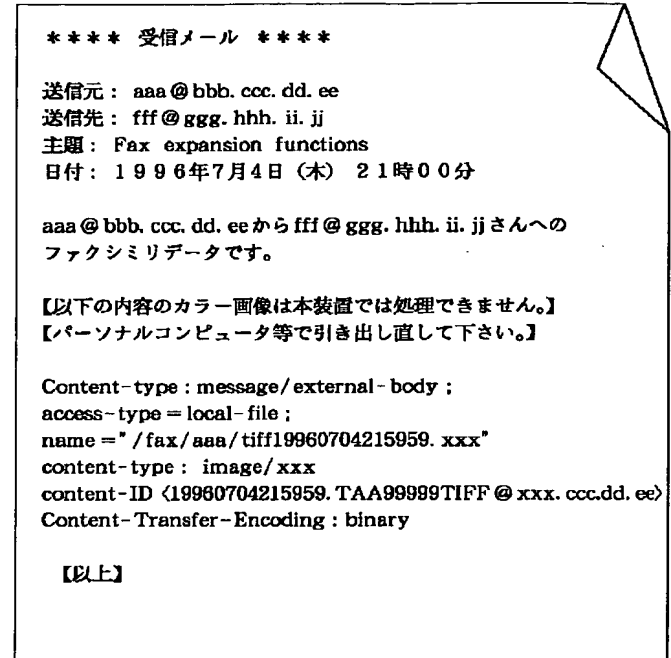 ＊＊＊＊ 受信メール ＊＊＊＊
送信元： aaa＠bbb. ccc. dd. ee
送信先： fff＠ggg. hhh. ii. jj
主題： Fax expansion functions
日付： １９９６年７月４日（木） ２１時００分
aaa＠bbb. ccc. dd. eeからfff＠ggg. hhh. ii. jjさんへの
ファクシミリデータです。
【以下の内容のカラー画像は本装置では処理できません。】
【パーソナルコンピュータ等で引き出し直して下さい。】
Content-type : message/external-body ;
access-type = local-file ;
name =" /fax/aaa/tiff19960704215959. xxx"
content-type : image/xxx
content-ID 〈19960704215959. TAA99999TIFF＠xxx. ccc.dd. ee〉
Content-Transfer-Encoding : binary
【以上】